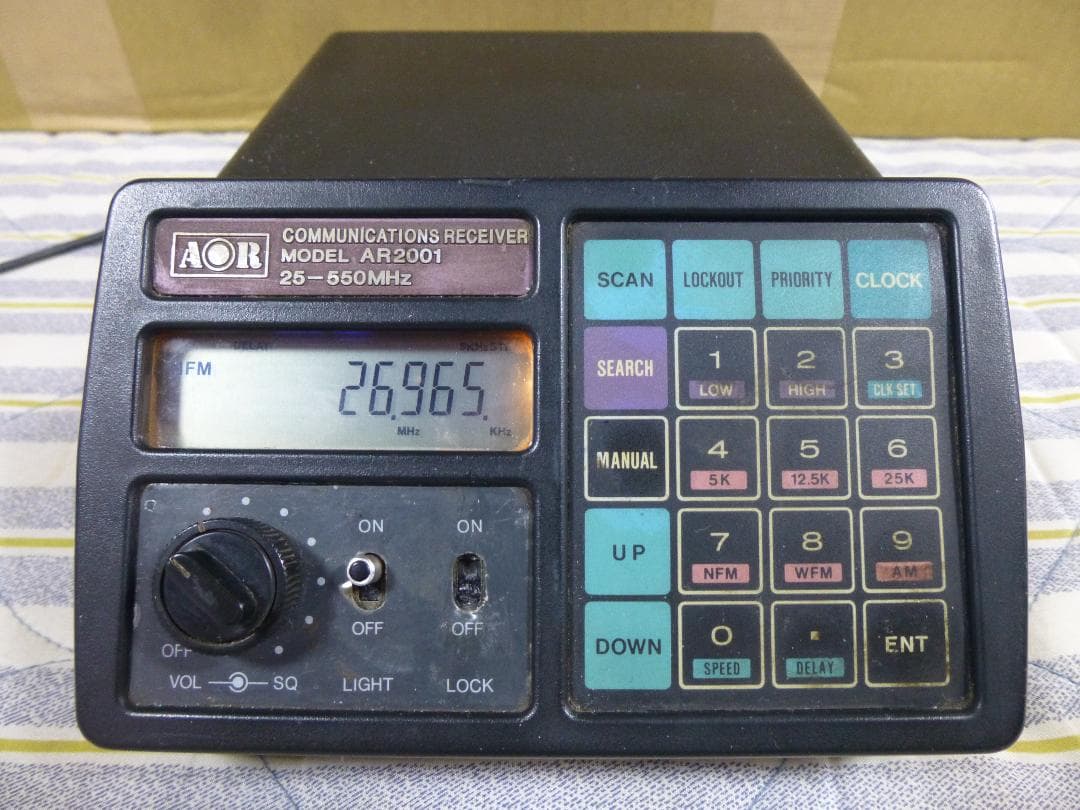 AOR
COMMUNICATIONS RECEIVER
MODEL AR2001
25-550MHz
DELAY
FM
26.965.
MHz KHz
ON ON
OFF OFF OFF
VOL SQ LIGHT LOCK
SCAN LOCKOUT PRIORITY CLOCK
SEARCH 1 2 3
LOW HIGH CLK SET
MANUAL 4 5 6
5K 12.5K 25K
UP 7 8 9
NFM WFM AM
DOWN 0 . ENT
SPEED DELAY